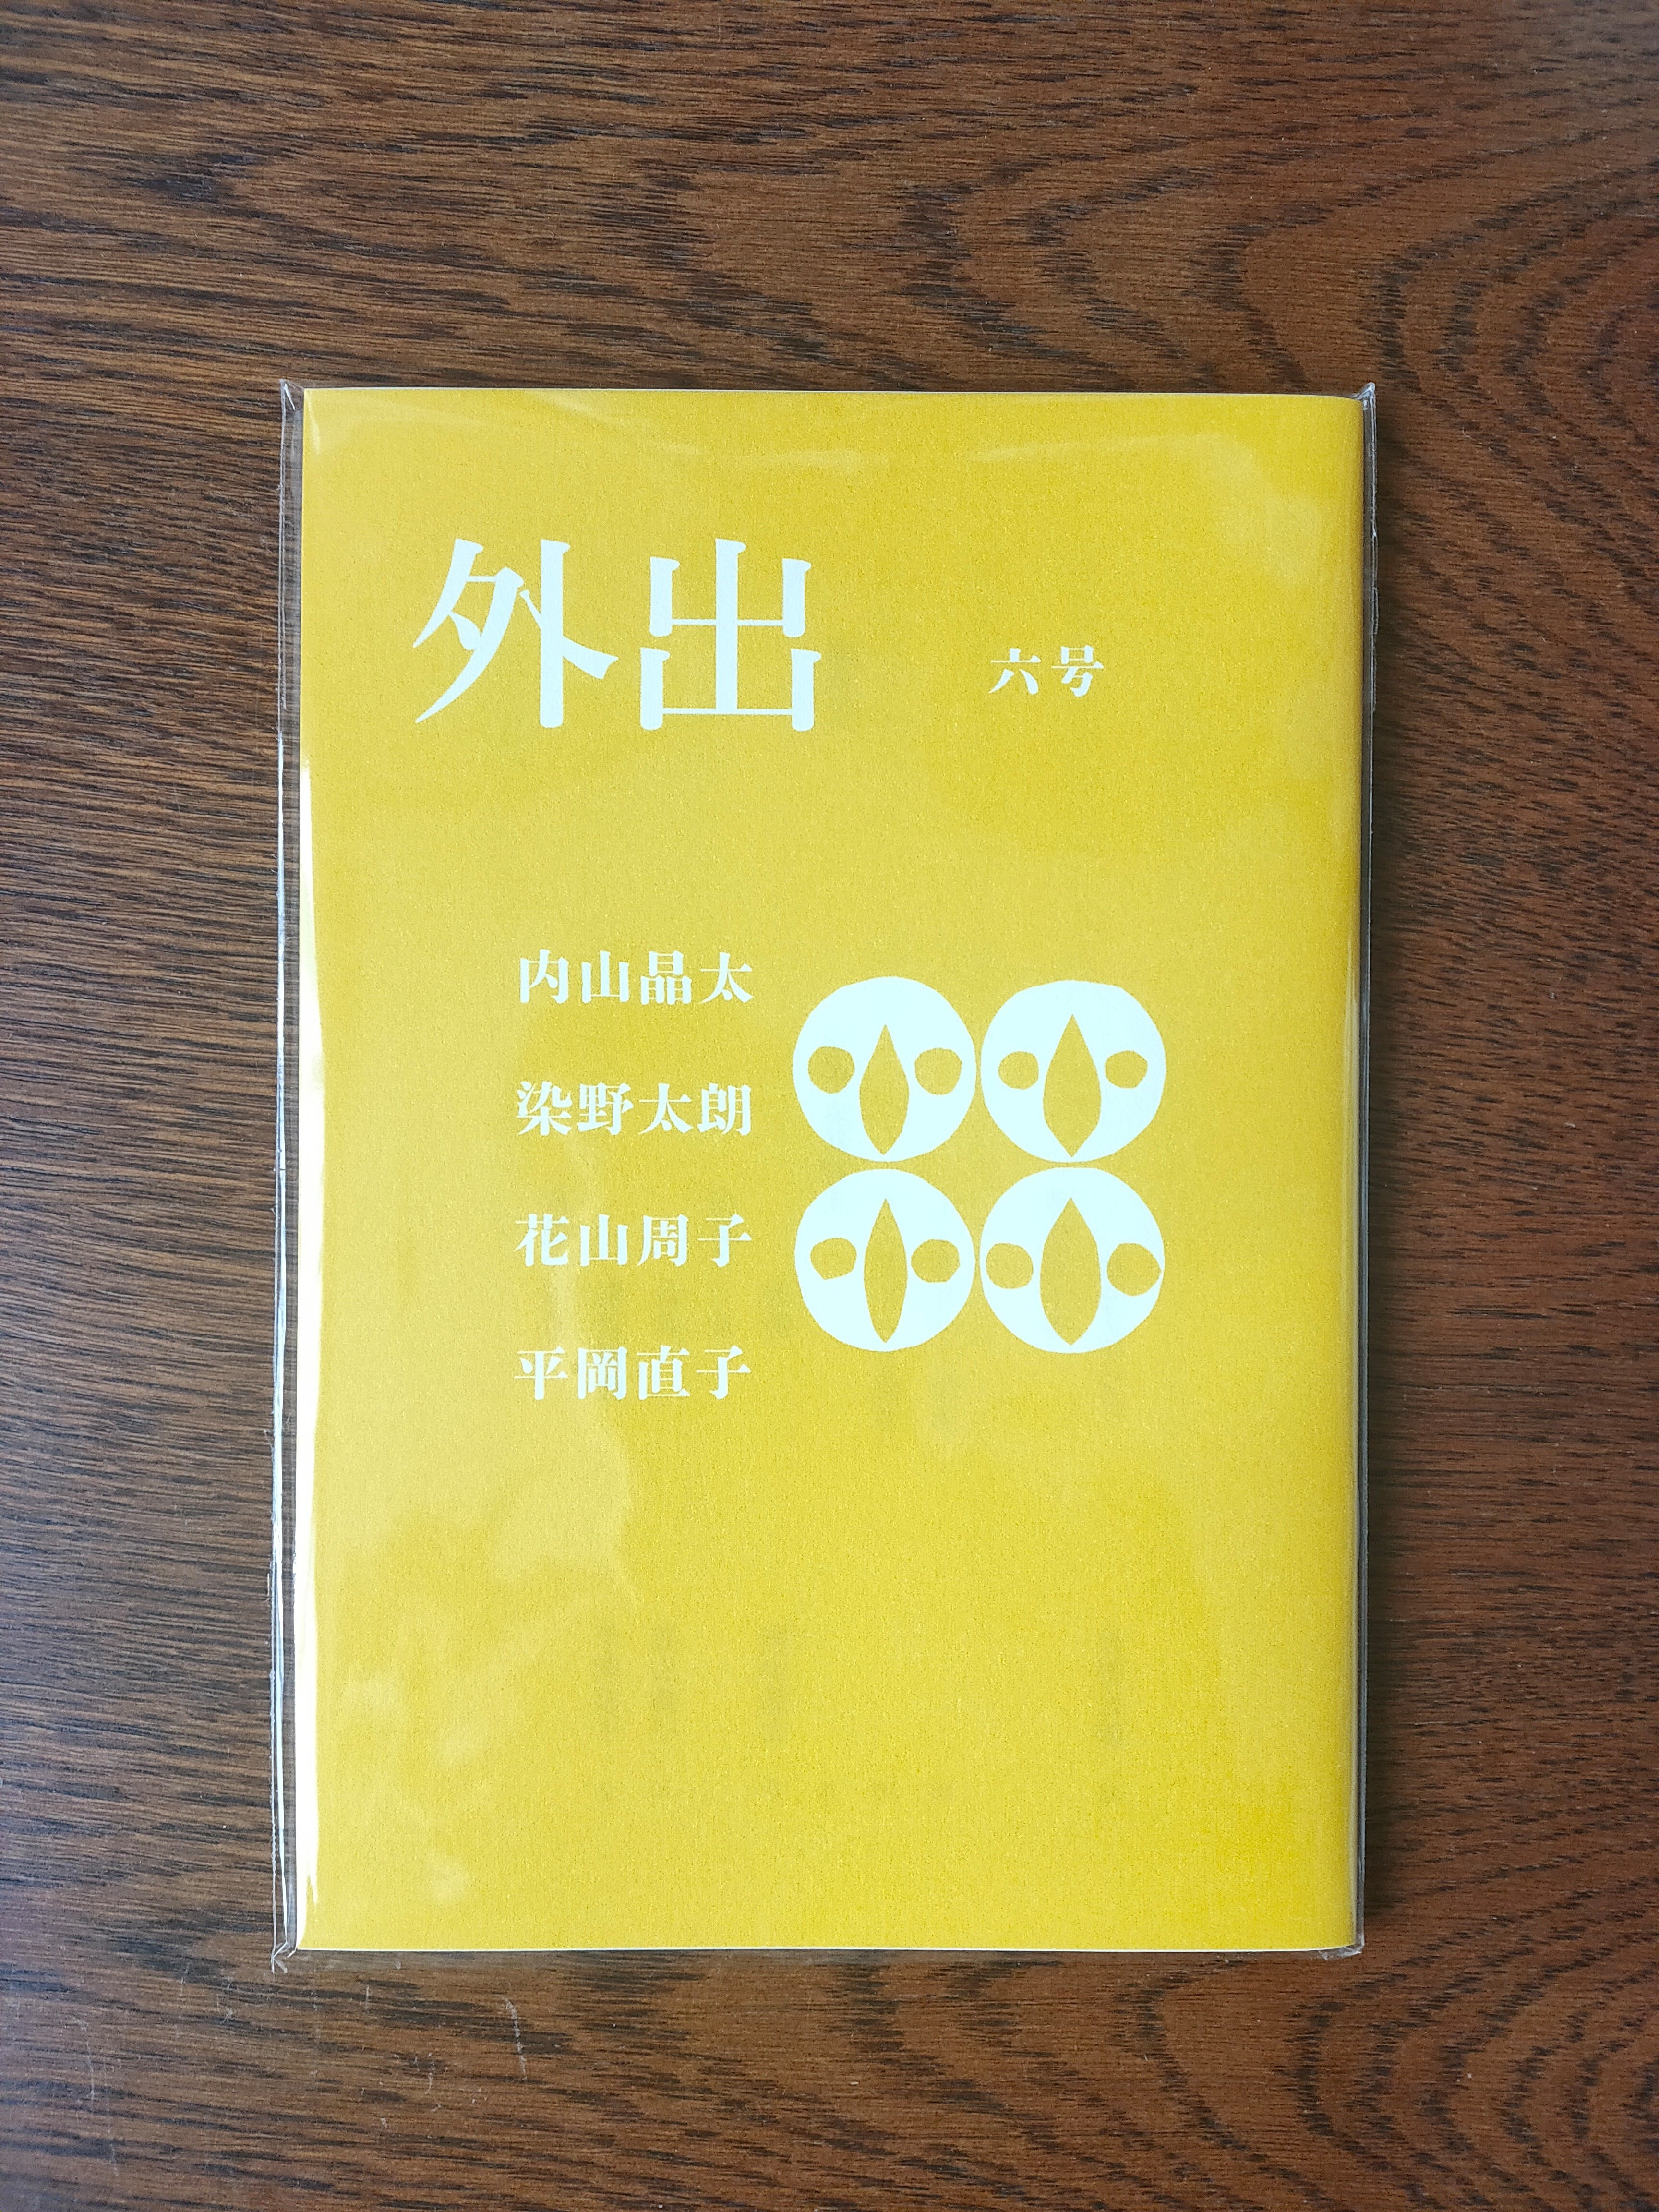 外出 六号
内山晶太
染野太朗
花山周子
平岡直子